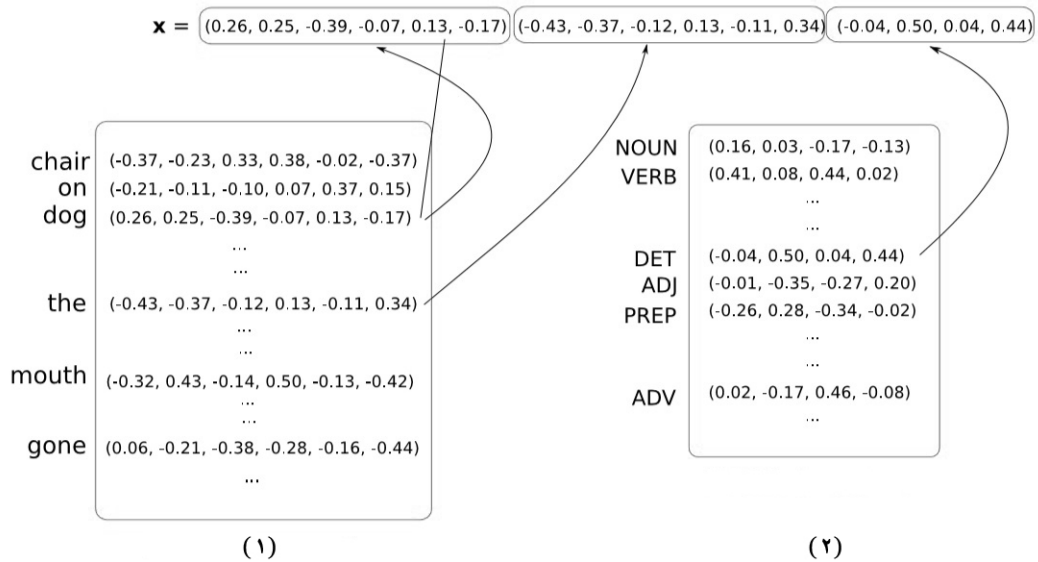 x = (0.26, 0.25, -0.39, -0.07, 0.13, -0.17) (-0.43, -0.37, -0.12, 0.13, -0.11, 0.34) (-0.04, 0.50, 0.04, 0.44)
chair (-0.37, -0.23, 0.33, 0.38, -0.02, -0.37)
on (-0.21, -0.11, -0.10, 0.07, 0.37, 0.15)
dog (0.26, 0.25, -0.39, -0.07, 0.13, -0.17)
...
...
the (-0.43, -0.37, -0.12, 0.13, -0.11, 0.34)
...
...
mouth (-0.32, 0.43, -0.14, 0.50, -0.13, -0.42)
...
...
gone (0.06, -0.21, -0.38, -0.28, -0.16, -0.44)
...
(۱)
NOUN (0.16, 0.03, -0.17, -0.13)
VERB (0.41, 0.08, 0.44, 0.02)
...
...
DET (-0.04, 0.50, 0.04, 0.44)
ADJ (-0.01, -0.35, -0.27, 0.20)
PREP (-0.26, 0.28, -0.34, -0.02)
...
...
ADV (0.02, -0.17, 0.46, -0.08)
...
(۲)